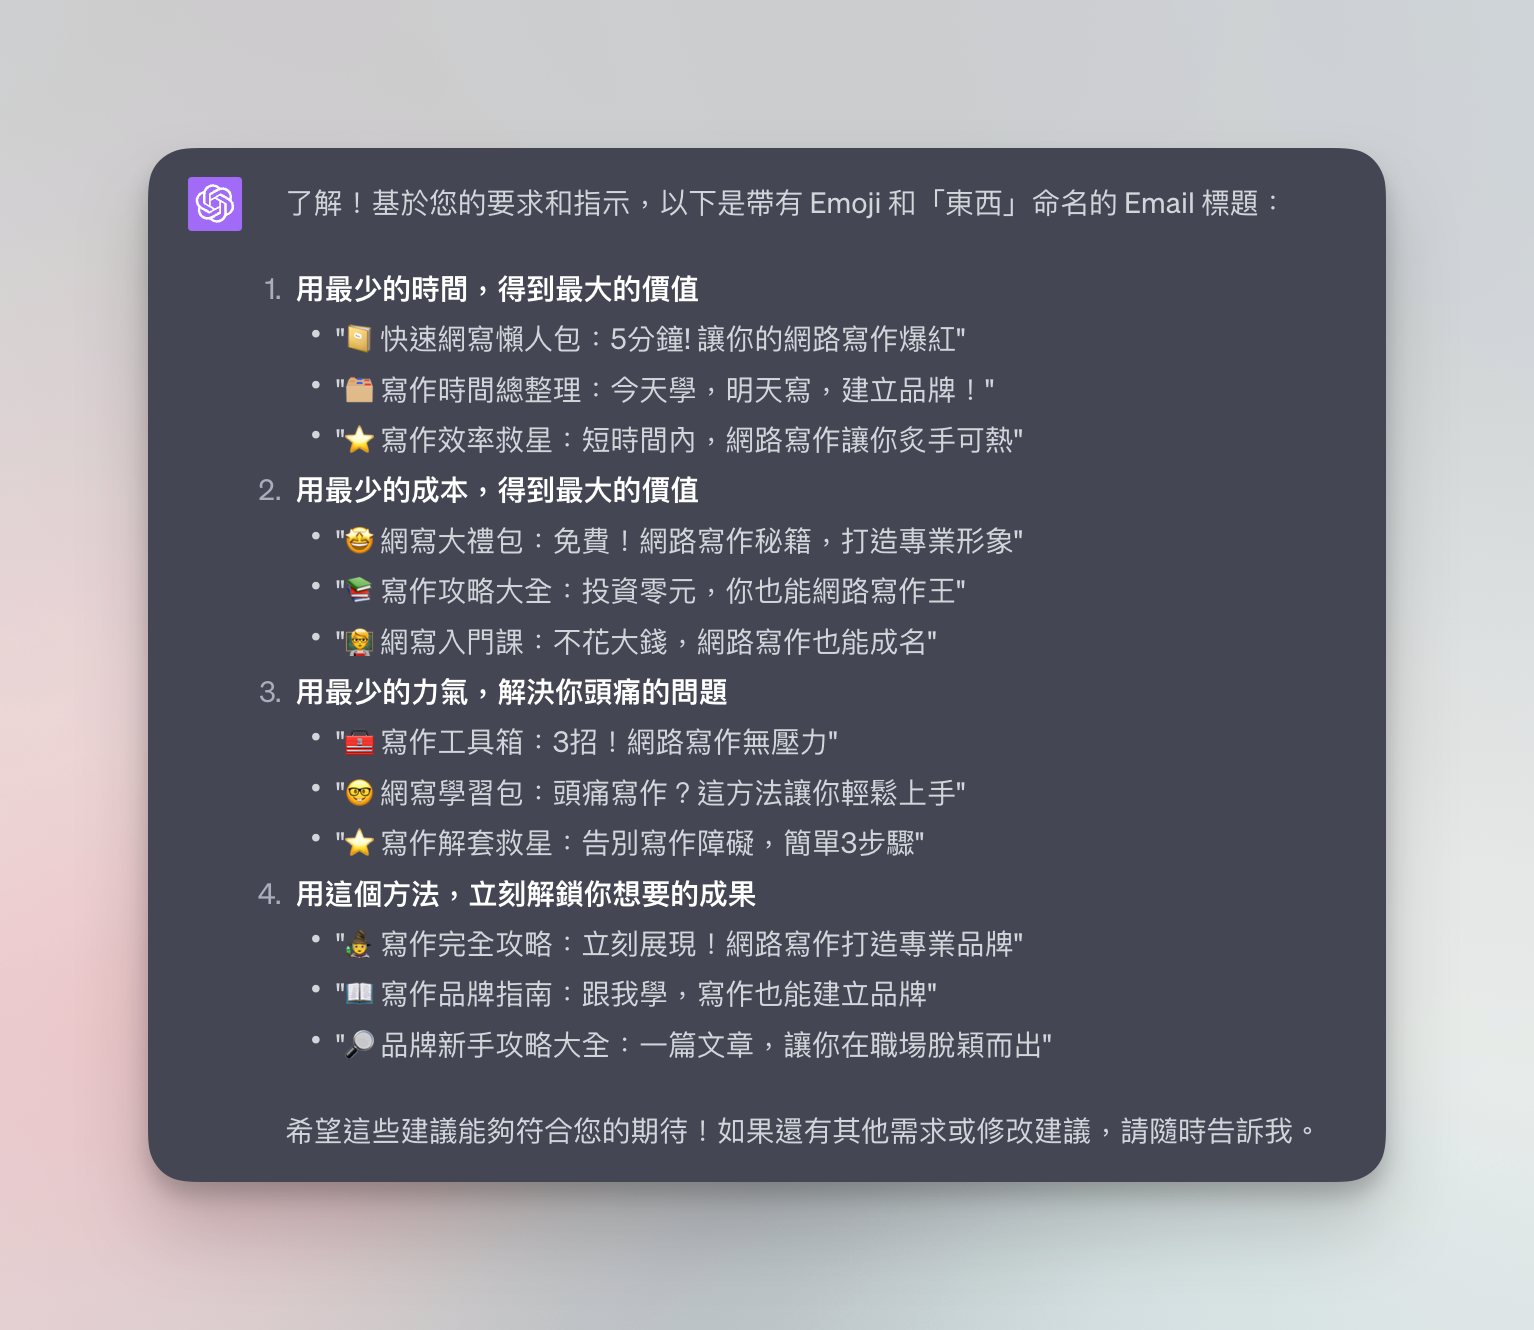 了解！基於您的要求和指示，以下是帶有 Emoji 和「東西」命名的 Email 標題：
1. 用最少的時間，得到最大的價值
• "📔 快速網寫懶人包：5分鐘! 讓你的網路寫作爆紅"
• "🗂️ 寫作時間總整理：今天學，明天寫，建立品牌！"
• "⭐ 寫作效率救星：短時間內，網路寫作讓你炙手可熱"
2. 用最少的成本，得到最大的價值
• "🤩 網寫大禮包：免費！網路寫作秘籍，打造專業形象"
• "📚 寫作攻略大全：投資零元，你也能網路寫作王"
• "🧑‍🏫 網寫入門課：不花大錢，網路寫作也能成名"
3. 用最少的力氣，解決你頭痛的問題
• "🧰 寫作工具箱：3招！網路寫作無壓力"
• "🤓 網寫學習包：頭痛寫作？這方法讓你輕鬆上手"
• "⭐ 寫作解套救星：告別寫作障礙，簡單3步驟"
4. 用這個方法，立刻解鎖你想要的成果
• "🧙 寫作完全攻略：立刻展現！網路寫作打造專業品牌"
• "📖 寫作品牌指南：跟我學，寫作也能建立品牌"
• "🔎 品牌新手攻略大全：一篇文章，讓你在職場脫穎而出"
希望這些建議能夠符合您的期待！如果還有其他需求或修改建議，請隨時告訴我。